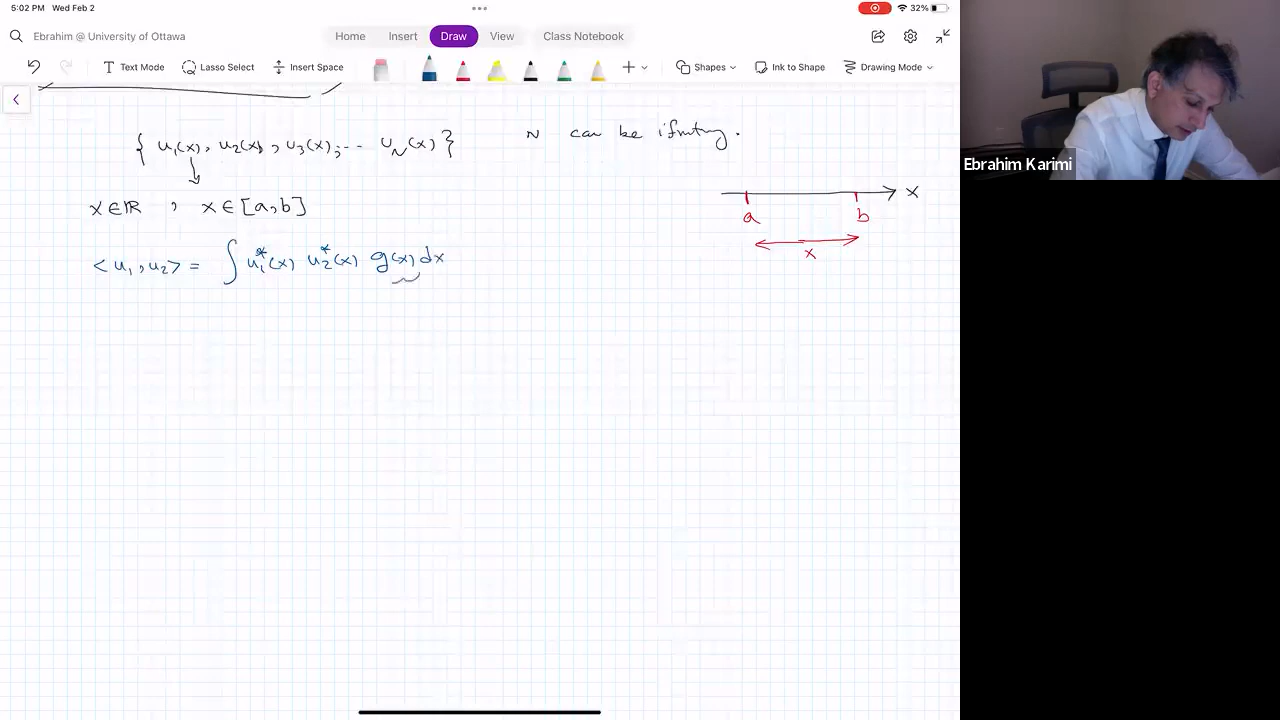 5:02 PM Wed Feb 2
32%
Ebrahim @ University of Ottawa
Home Insert Draw View Class Notebook
Text Mode Lasso Select Insert Space Shapes Ink to Shape Drawing Mode
{ u₁(x), u₂(x), u₃(x), ... u_N(x) } N can be ifinty.
x∈ℝ , x∈[a,b]
x
a b
x
<u₁,u₂> = ∫ u₁*(x) u₂*(x) g(x) dx
Ebrahim Karimi